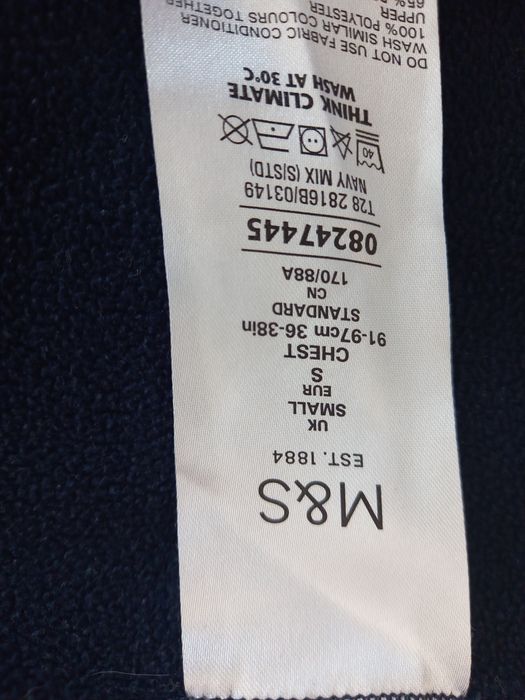 M&S
EST. 1884
UK
SMALL
EUR
S
CHEST
91-97cm 36-38in
STANDARD
CN
170/88A
08247445
T28 2816B/03149
NAVY MIX (S/STD)
40
THINK CLIMATE
WASH AT 30°C
DO NOT USE FABRIC CONDITIONER
WASH SIMILAR COLOURS TOGETHER
100% POLYESTER
UPPER
65%